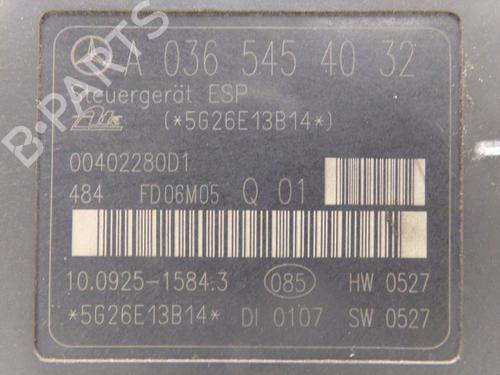 B-PARTS
A 036 545 40 32
Steuergerät ESP
Ate (*5G26E13B14*)
00402280D1
484 FD06M05 Q 01
10.0925-1584.3 085 HW 0527
*5G26E13B14* DI 0107 SW 0527